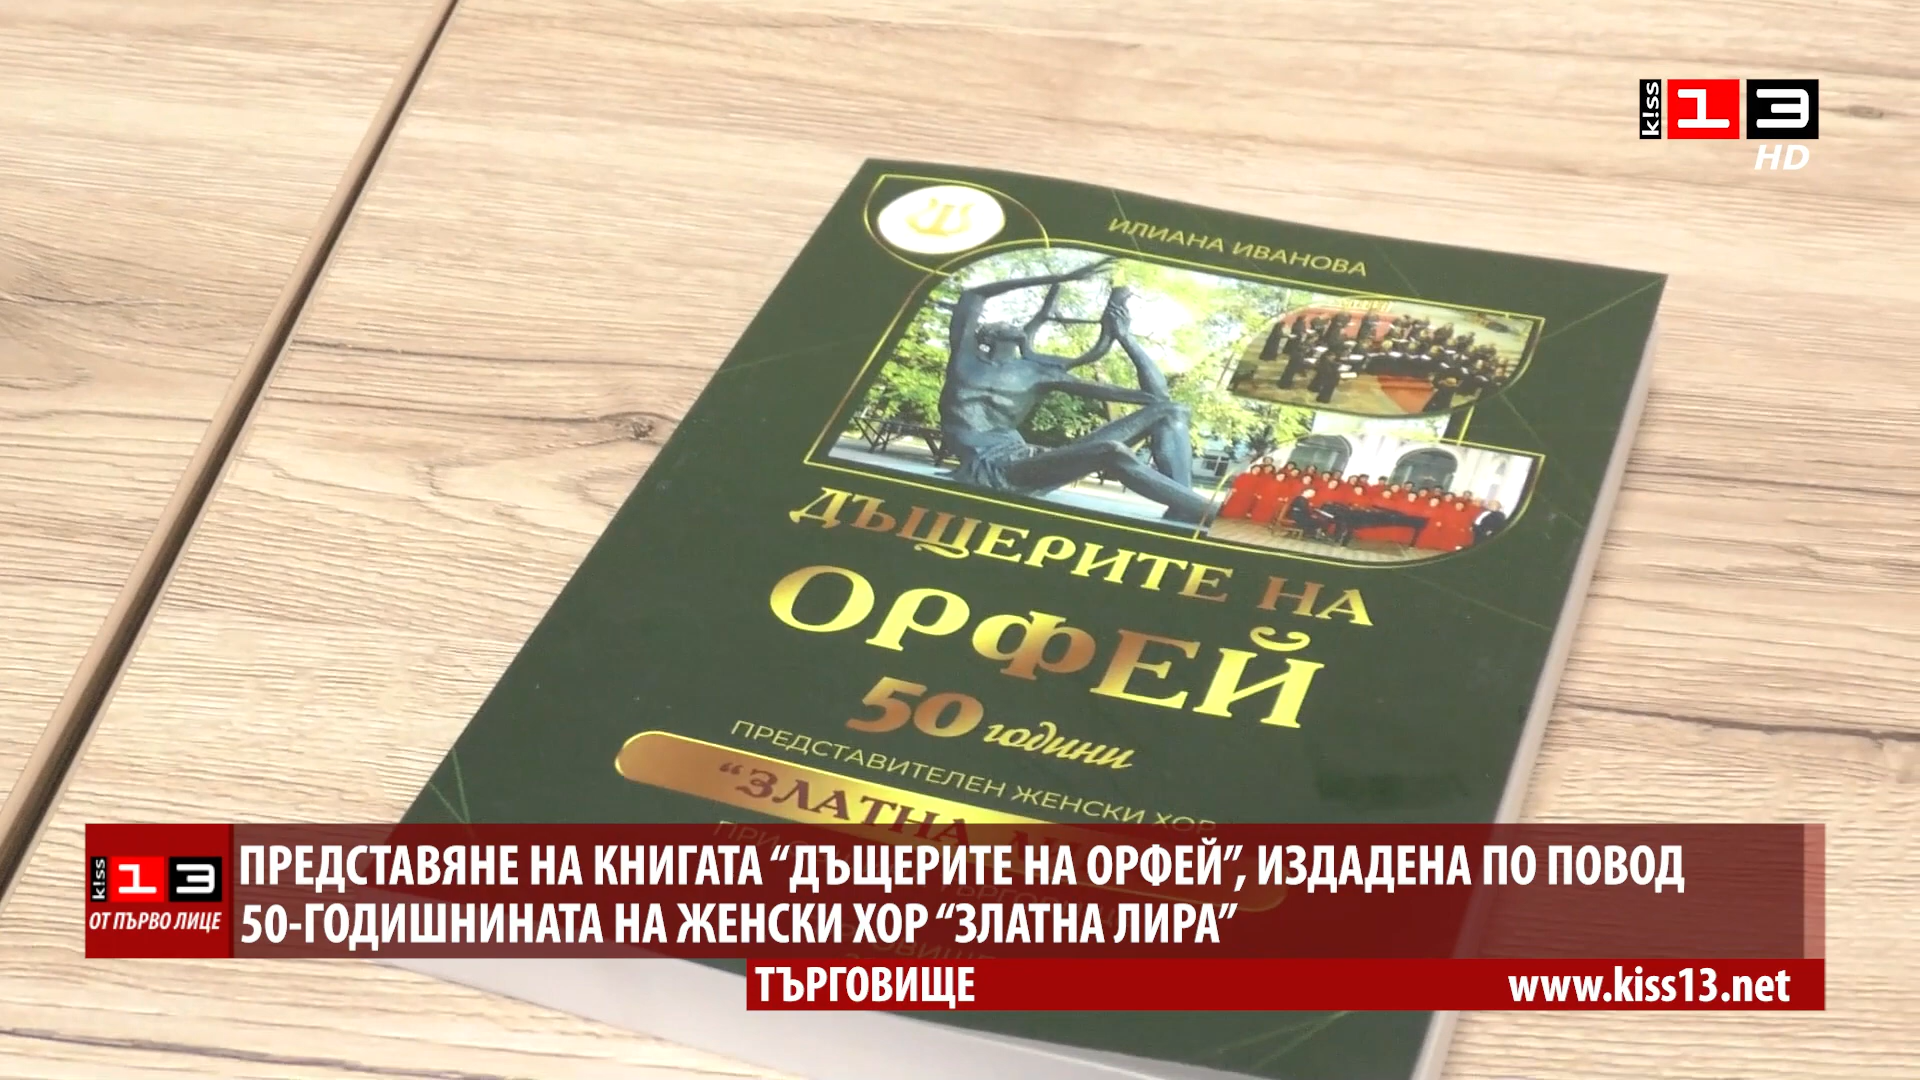 kiss 13
HD
ИЛИАНА ИВАНОВА
ДЪЩЕРИТЕ НА
ОРФЕЙ
50 години
ПРЕДСТАВИТЕЛЕН ЖЕНСКИ ХОР
“ЗЛАТНА
kiss 13
ОТ ПЪРВО ЛИЦЕ
ПРЕДСТАВЯНЕ НА КНИГАТА “ДЪЩЕРИТЕ НА ОРФЕЙ”, ИЗДАДЕНА ПО ПОВОД
50-ГОДИШНИНАТА НА ЖЕНСКИ ХОР “ЗЛАТНА ЛИРА”
ТЪРГОВИЩЕ
www.kiss13.net